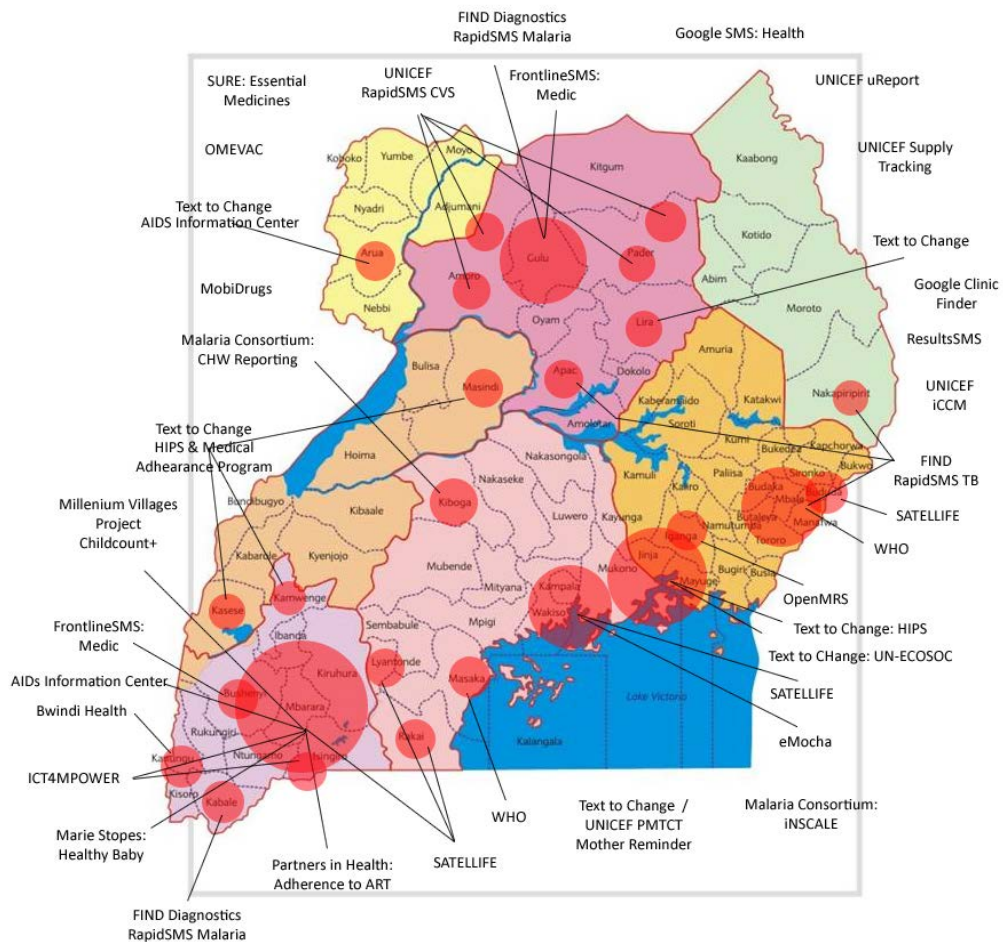 FIND Diagnostics
RapidSMS Malaria
Google SMS: Health
SURE: Essential
Medicines
UNICEF
RapidSMS CVS
FrontlineSMS:
Medic
UNICEF uReport
OMEVAC
UNICEF Supply
Tracking
Text to Change
AIDS Information Center
Text to Change
MobiDrugs
Google Clinic
Finder
Malaria Consortium:
CHW Reporting
ResultsSMS
UNICEF
iCCM
Text to Change
HIPS & Medical
Adhearance Program
FIND
RapidSMS TB
Millenium Villages
Project
Childcount+
SATELLIFE
WHO
OpenMRS
FrontlineSMS:
Medic
Text to Change: HIPS
Text to CHange: UN-ECOSOC
AIDs Information Center
SATELLIFE
Bwindi Health
eMocha
ICT4MPOWER
Marie Stopes:
Healthy Baby
Partners in Health:
Adherence to ART
SATELLIFE
WHO
Text to Change /
UNICEF PMTCT
Mother Reminder
Malaria Consortium:
iNSCALE
FIND Diagnostics
RapidSMS Malaria
Koboko
Yumbe
Moyo
Nyadri
Adjumani
Arua
Nebbi
Kitgum
Kaabong
Gulu
Pader
Kotido
Abim
Amoro
Oyam
Lira
Moroto
Apac
Dokolo
Amolotar
Nakapiripirit
Bulisa
Masindi
Hoima
Amuria
Kaberamaido
Soroti
Katakwi
Kumi
Bukedea
Kapchorwa
Bukwo
Sironko
Pallisa
Budaka
Mbale
Manafwa
Butaleja
Tororo
Kamuli
Kaliro
Namutumba
Iganga
Bugiri
Busia
Jinja
Mayuge
Nakasongola
Nakaseke
Kiboga
Luwero
Kayunga
Mukono
Bundibugyo
Kibaale
Kabarole
Kyenjojo
Mubende
Mityana
Kampala
Wakiso
Mpigi
Kasese
Kamwenge
Ibanda
Sembabule
Kiruhura
Lyantonde
Masaka
Bushenyi
Mbarara
Rukungiri
Ntungamo
Isingiro
Rakai
Kalangala
Lake Victoria
Kanungu
Kisoro
Kabale